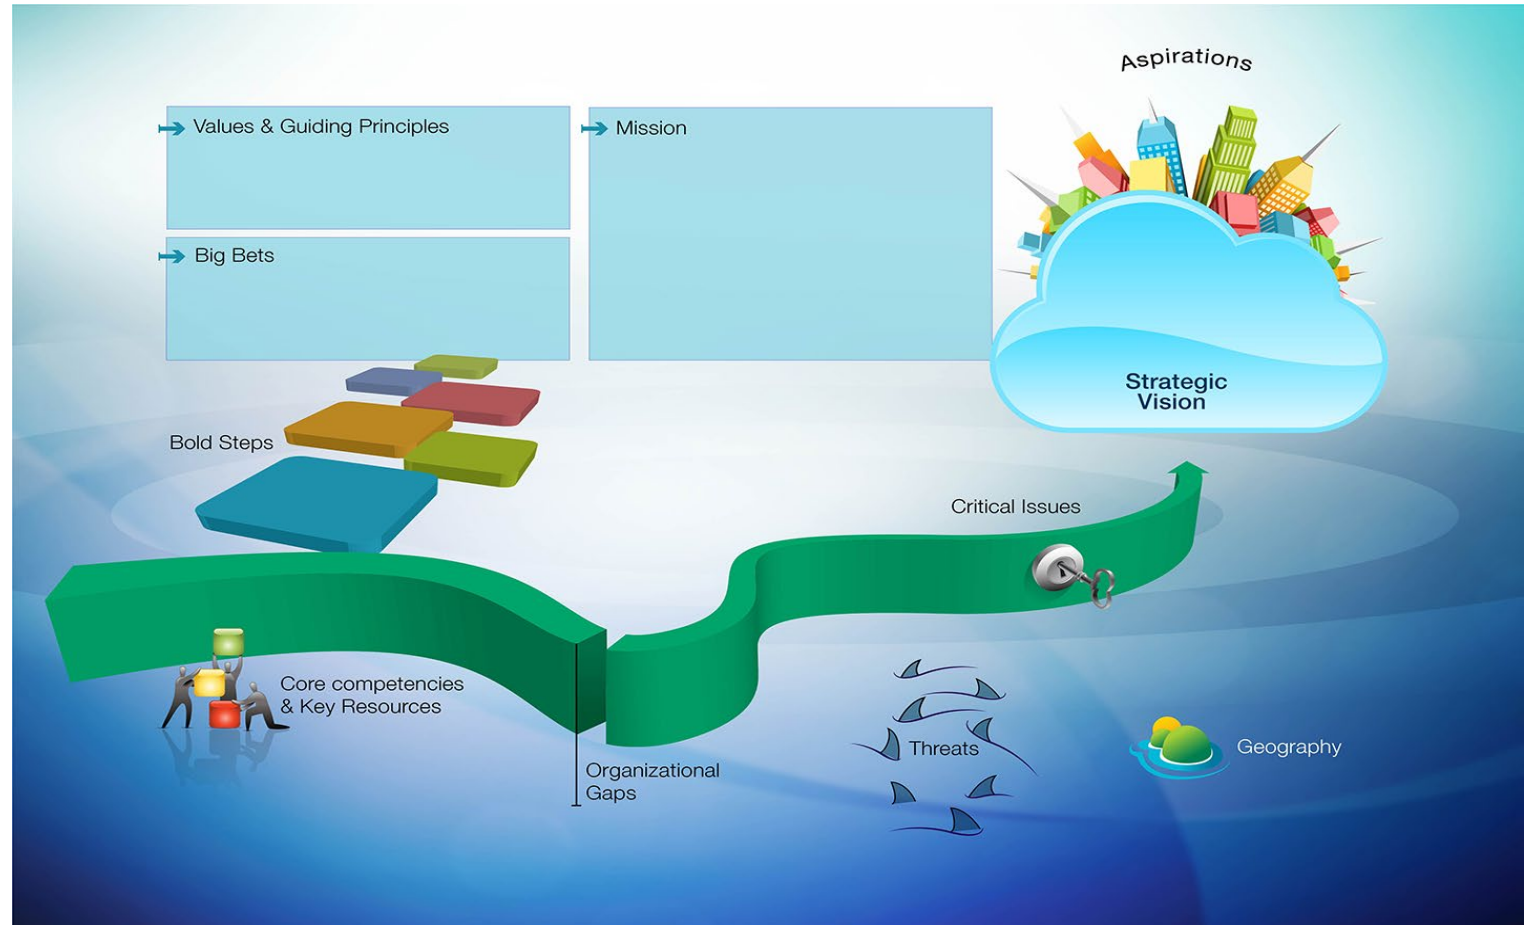 Aspirations
Values & Guiding Principles
Mission
Big Bets
Strategic
Vision
Bold Steps
Critical Issues
Core competencies
& Key Resources
Threats
Geography
Organizational
Gaps